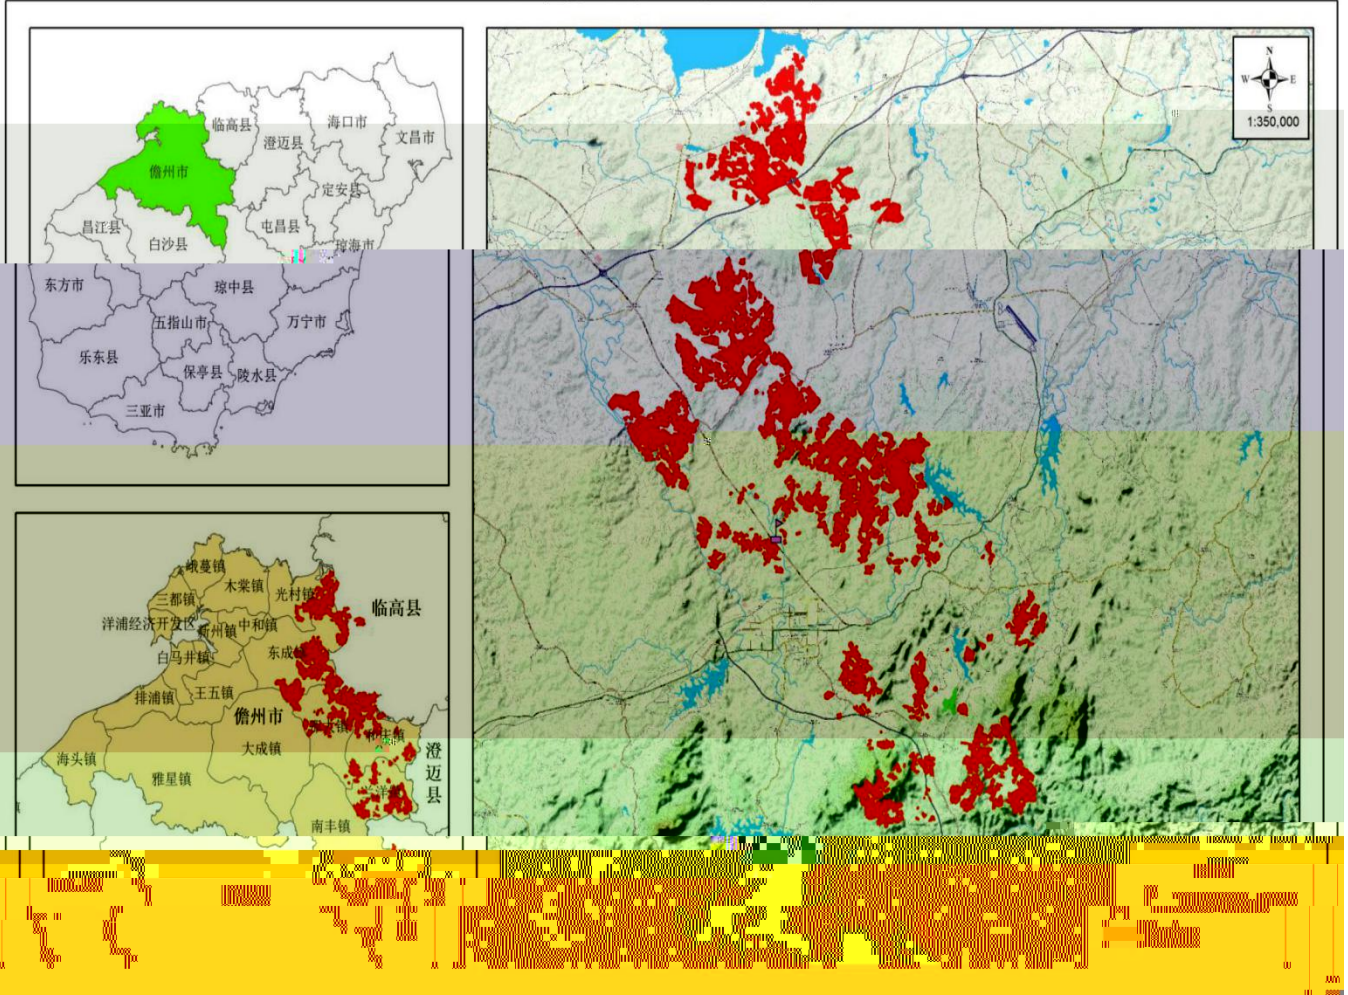 临高县
海口市
文昌市
澄迈县
儋州市
定安县
昌江县
屯昌县
白沙县
琼海市
东方市
琼中县
五指山市
万宁市
乐东县
保亭县
陵水县
三亚市
峨蔓镇
木棠镇
光村镇
三都镇
临高县
洋浦经济开发区
新州镇
中和镇
白马井镇
东成
排浦镇
王五镇
儋州市
大成镇
海头镇
雅星镇
澄迈县
南丰镇
N
W
E
S
1:350,000